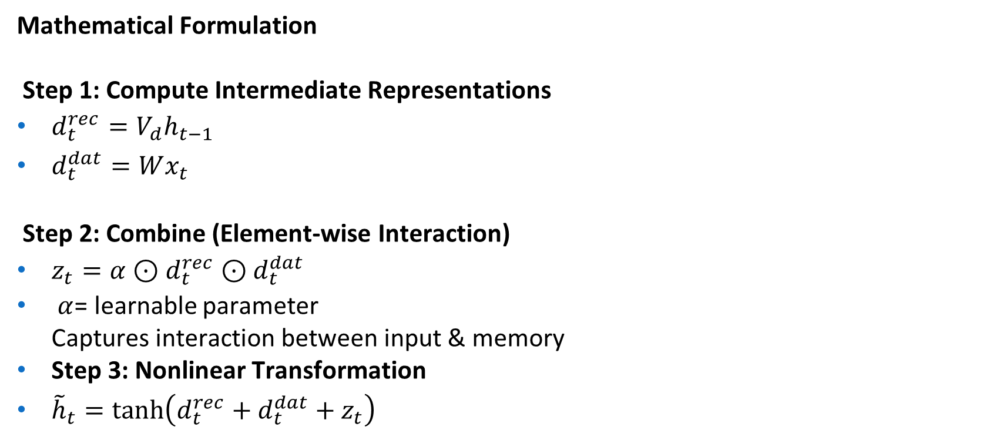 Mathematical Formulation
Step 1: Compute Intermediate Representations
• $d_t^{rec} = V_d h_{t-1}$
• $d_t^{dat} = W x_t$
Step 2: Combine (Element-wise Interaction)
• $z_t = \alpha \odot d_t^{rec} \odot d_t^{dat}$
• $\alpha$= learnable parameter
Captures interaction between input & memory
• Step 3: Nonlinear Transformation
• $\tilde{h}_t = \tanh(d_t^{rec} + d_t^{dat} + z_t)$